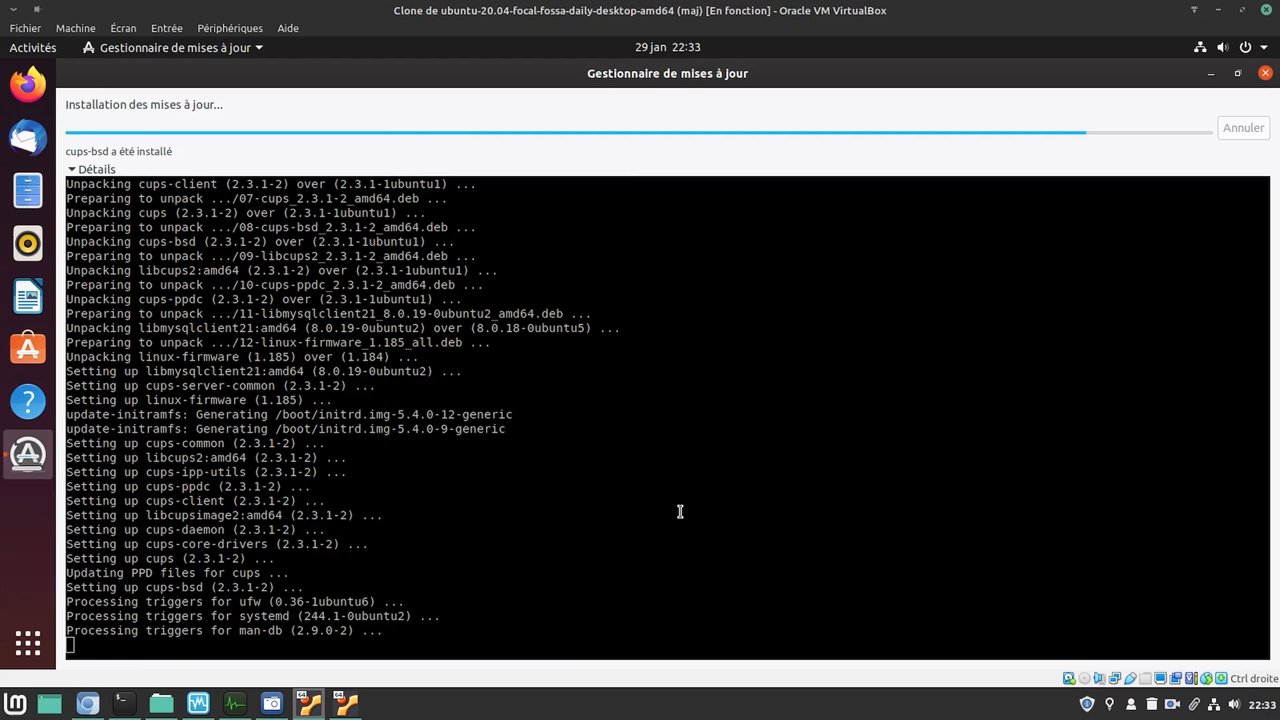 Clone de ubuntu-20.04-focal-fossa-daily-desktop-amd64 (maj) [En fonction] - Oracle VM VirtualBox
Fichier Machine Écran Entrée Périphériques Aide
Activités Gestionnaire de mises à jour 29 jan 22:33
Gestionnaire de mises à jour
Installation des mises à jour...
Annuler
cups-bsd a été installé
Détails
Unpacking cups-client (2.3.1-2) over (2.3.1-1ubuntu1) ...
Preparing to unpack .../07-cups_2.3.1-2_amd64.deb ...
Unpacking cups (2.3.1-2) over (2.3.1-1ubuntu1) ...
Preparing to unpack .../08-cups-bsd_2.3.1-2_amd64.deb ...
Unpacking cups-bsd (2.3.1-2) over (2.3.1-1ubuntu1) ...
Preparing to unpack .../09-libcups2_2.3.1-2_amd64.deb ...
Unpacking libcups2:amd64 (2.3.1-2) over (2.3.1-1ubuntu1) ...
Preparing to unpack .../10-cups-ppdc_2.3.1-2_amd64.deb ...
Unpacking cups-ppdc (2.3.1-2) over (2.3.1-1ubuntu1) ...
Preparing to unpack .../11-libmysqlclient21_8.0.19-0ubuntu2_amd64.deb ...
Unpacking libmysqlclient21:amd64 (8.0.19-0ubuntu2) over (8.0.18-0ubuntu5) ...
Preparing to unpack .../12-linux-firmware_1.185_all.deb ...
Unpacking linux-firmware (1.185) over (1.184) ...
Setting up libmysqlclient21:amd64 (8.0.19-0ubuntu2) ...
Setting up cups-server-common (2.3.1-2) ...
Setting up linux-firmware (1.185) ...
update-initramfs: Generating /boot/initrd.img-5.4.0-12-generic
update-initramfs: Generating /boot/initrd.img-5.4.0-9-generic
Setting up cups-common (2.3.1-2) ...
Setting up libcups2:amd64 (2.3.1-2) ...
Setting up cups-ipp-utils (2.3.1-2) ...
Setting up cups-ppdc (2.3.1-2) ...
Setting up cups-client (2.3.1-2) ...
Setting up libcupsimage2:amd64 (2.3.1-2) ...
Setting up cups-daemon (2.3.1-2) ...
Setting up cups-core-drivers (2.3.1-2) ...
Setting up cups (2.3.1-2) ...
Updating PPD files for cups ...
Setting up cups-bsd (2.3.1-2) ...
Processing triggers for ufw (0.36-1ubuntu6) ...
Processing triggers for systemd (244.1-0ubuntu2) ...
Processing triggers for man-db (2.9.0-2) ...
Ctrl droite
64 64
22:33